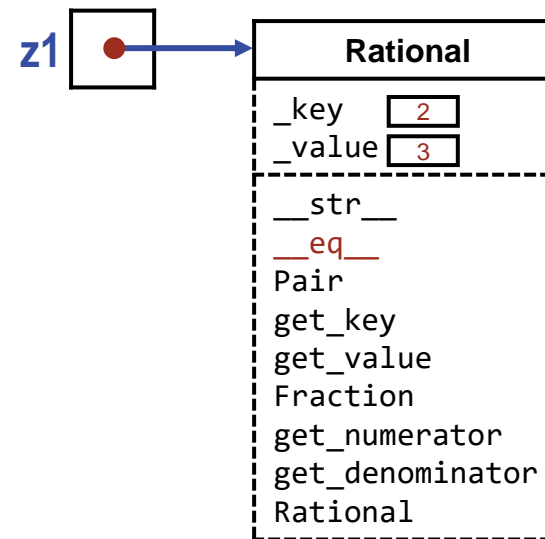 z1
Rational
_key 2
_value 3
__str__
__eq__
Pair
get_key
get_value
Fraction
get_numerator
get_denominator
Rational